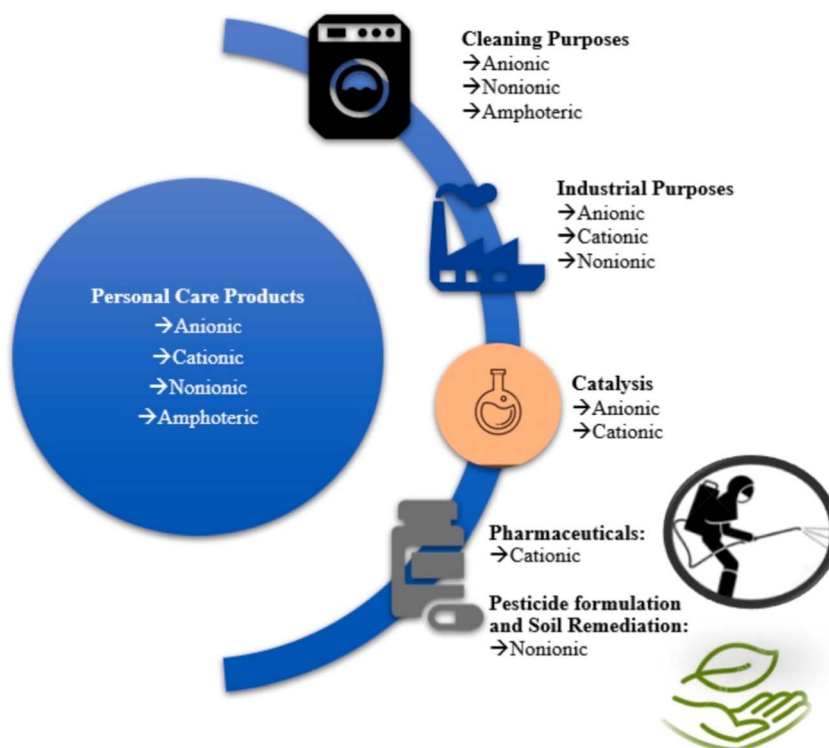 Cleaning Purposes
→Anionic
→Nonionic
→Amphoteric
Industrial Purposes
→Anionic
→Cationic
→Nonionic
Personal Care Products
→Anionic
→Cationic
→Nonionic
→Amphoteric
Catalysis
→Anionic
→Cationic
Pharmaceuticals:
→Cationic
Pesticide formulation
and Soil Remediation:
→Nonionic